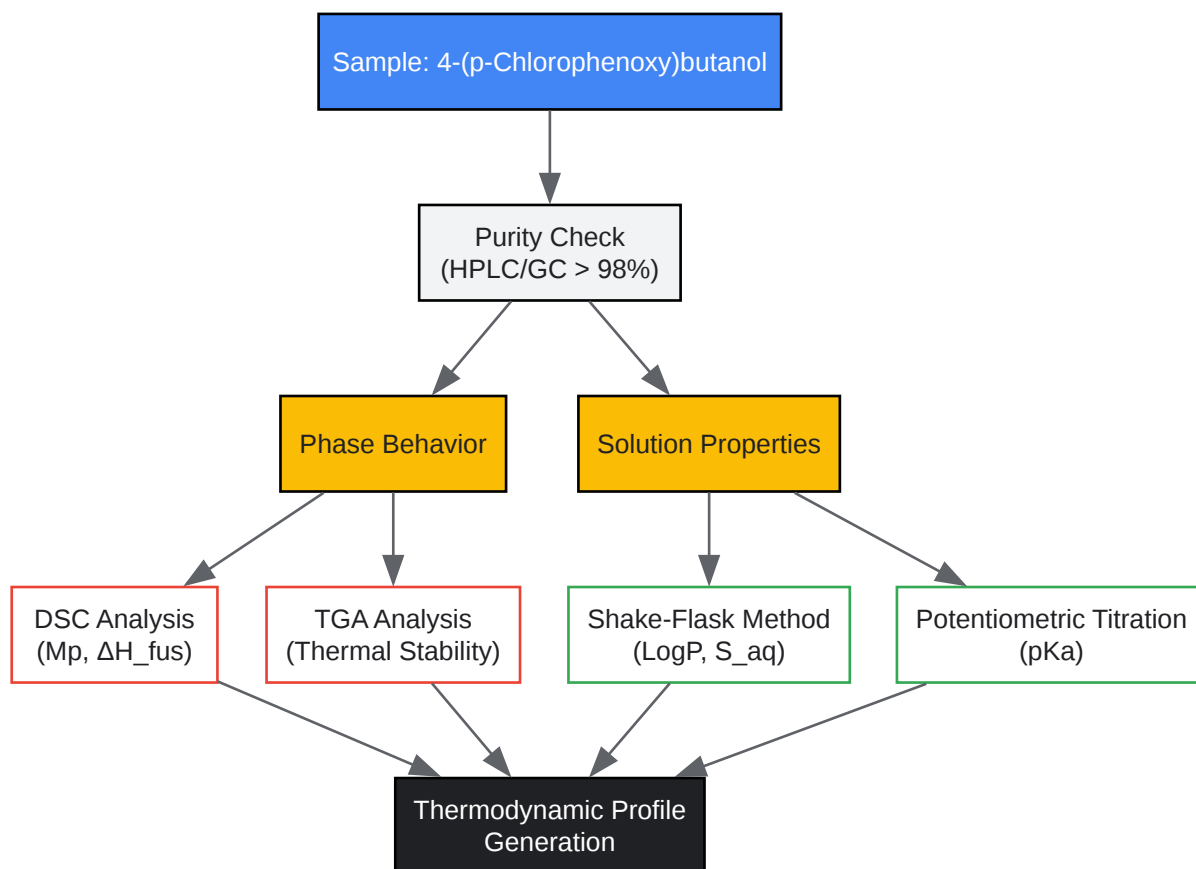 Sample: 4-(p-Chlorophenoxy)butanol
Purity Check
(HPLC/GC > 98%)
Phase Behavior
Solution Properties
DSC Analysis
(Mp, ΔH_fus)
TGA Analysis
(Thermal Stability)
Shake-Flask Method
(LogP, S_aq)
Potentiometric Titration
(pKa)
Thermodynamic Profile
Generation